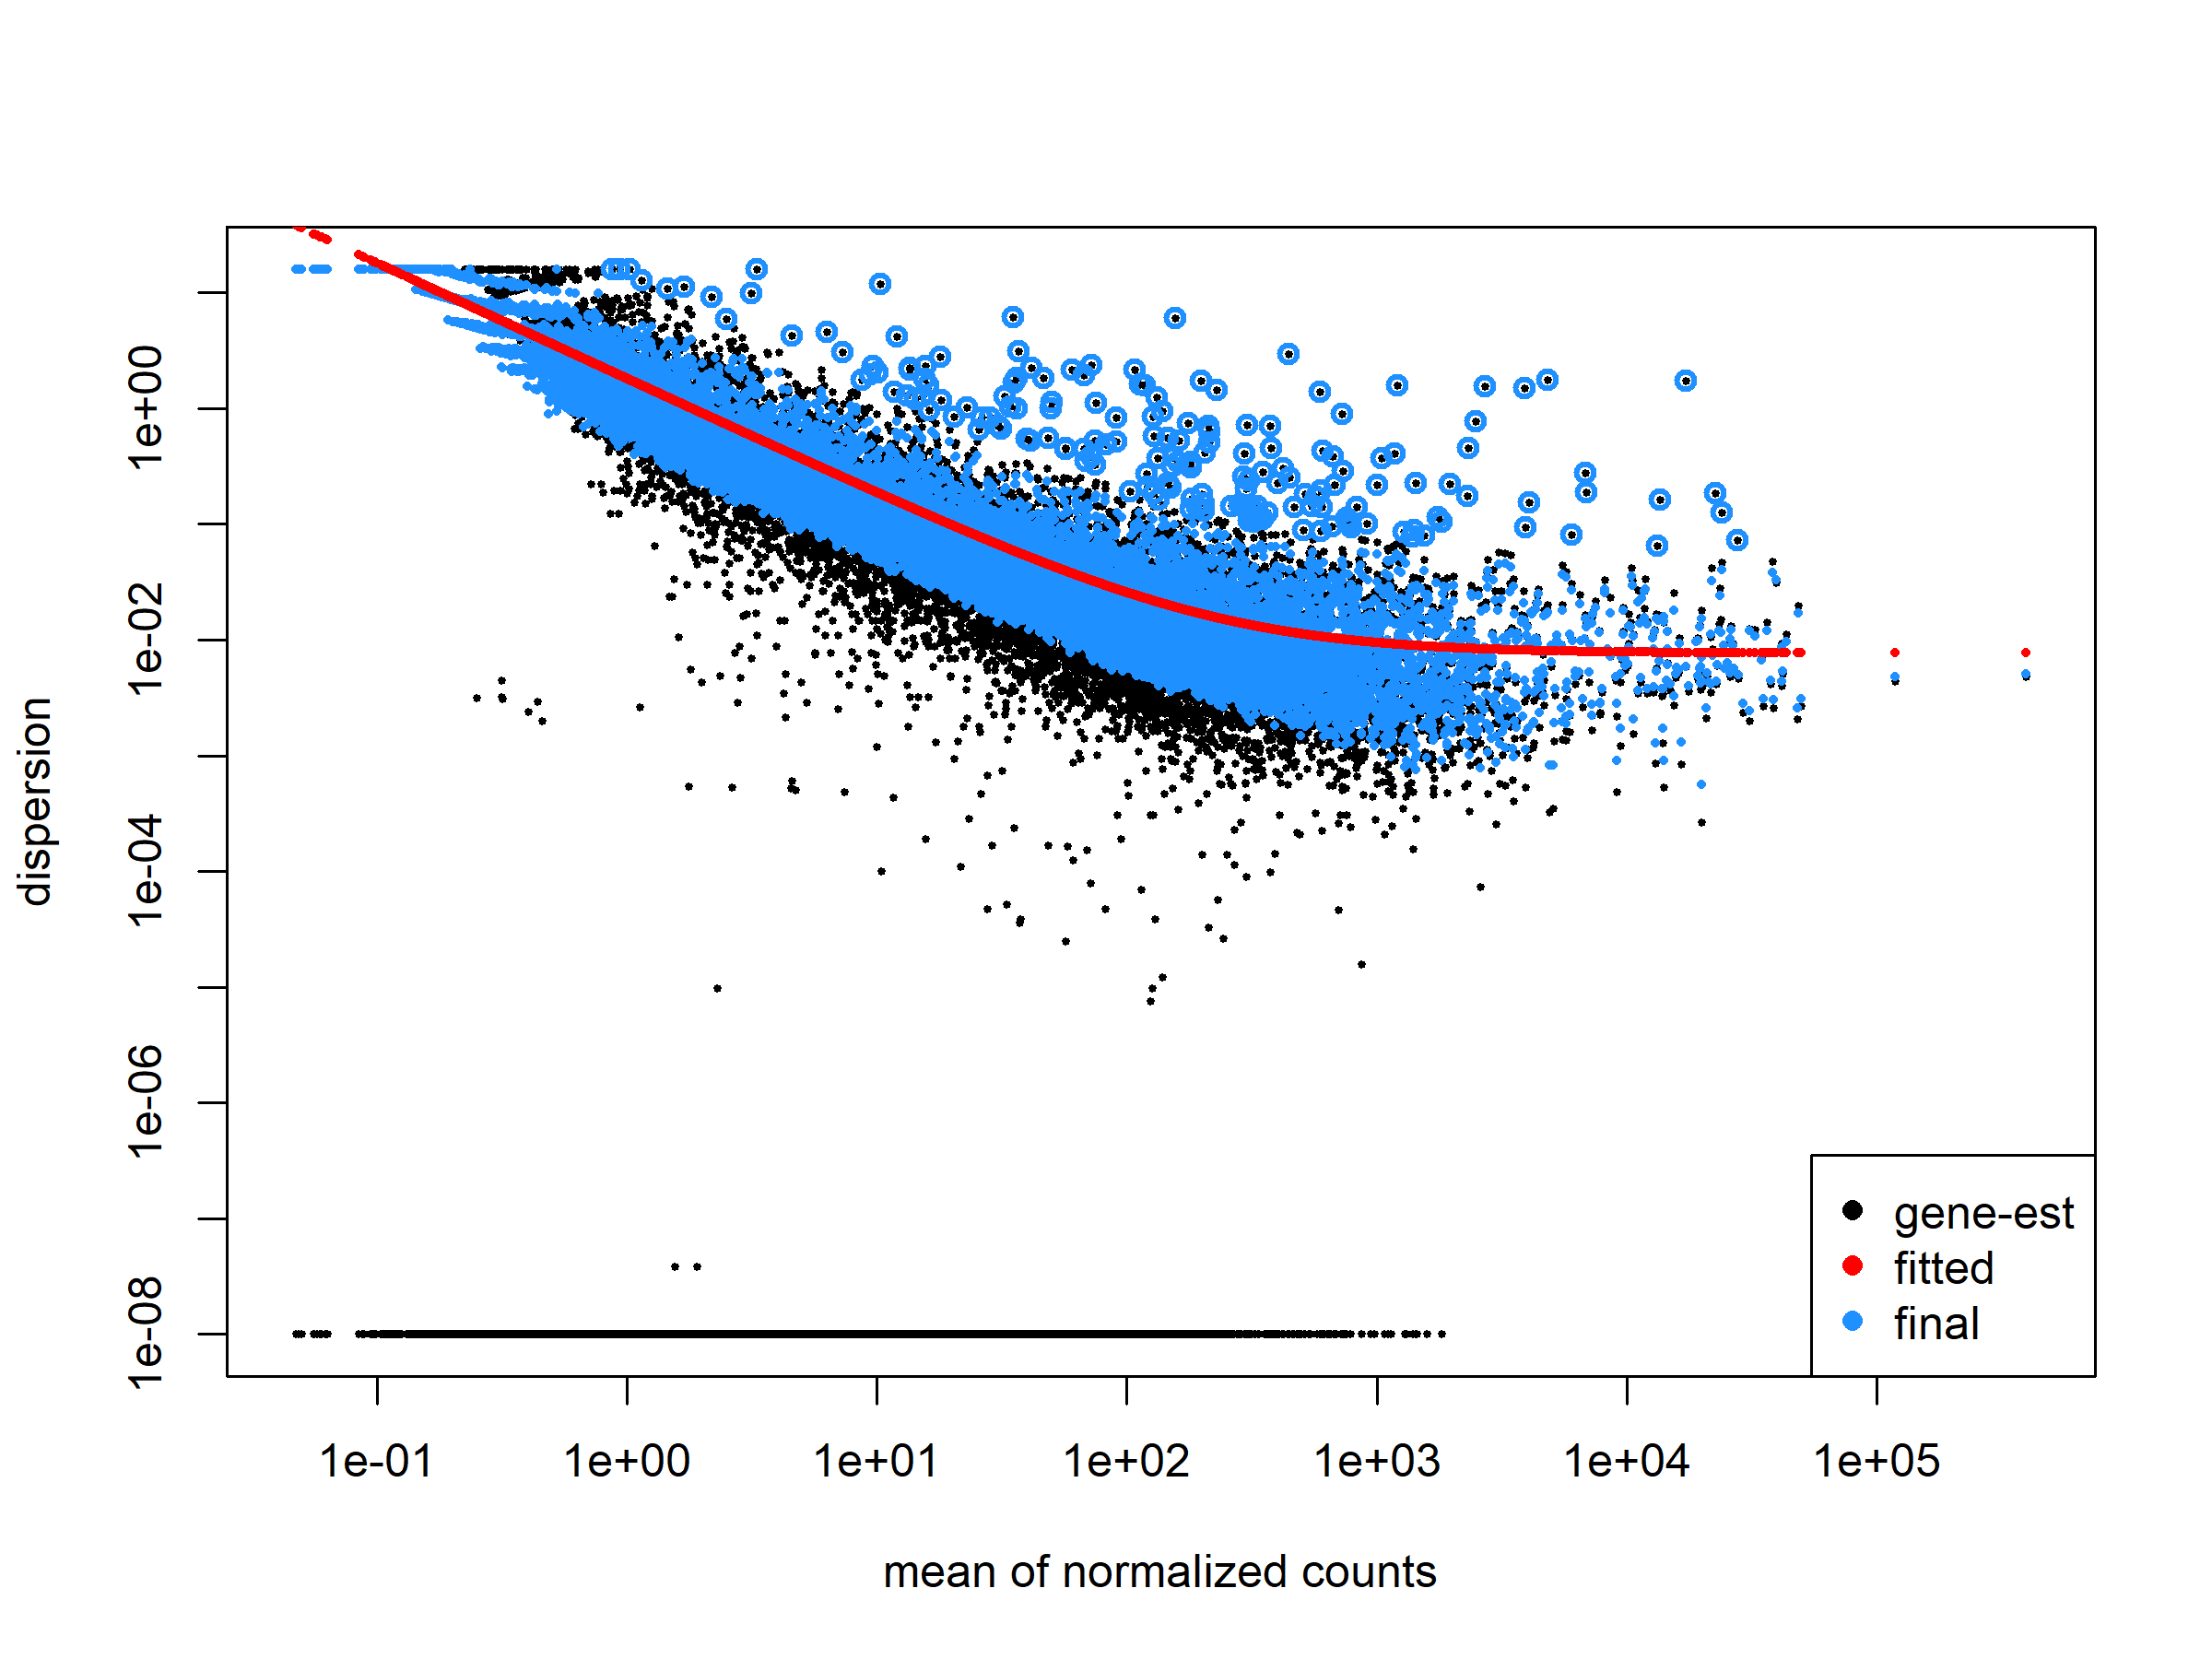 dispersion
1e+00
1e-02
1e-04
1e-06
1e-08
gene-est
fitted
final
1e-01 1e+00 1e+01 1e+02 1e+03 1e+04 1e+05
mean of normalized counts